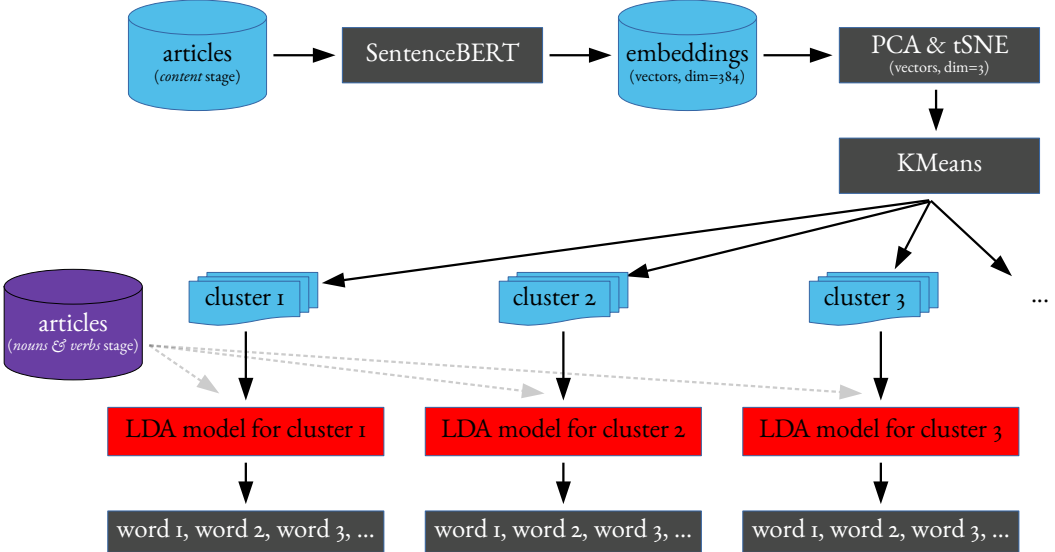 articles
(content stage)
SentenceBERT
embeddings
(vectors, dim=384)
PCA & tSNE
(vectors, dim=3)
KMeans
cluster 1
cluster 2
cluster 3
...
articles
(nouns & verbs stage)
LDA model for cluster 1
LDA model for cluster 2
LDA model for cluster 3
word 1, word 2, word 3, ...
word 1, word 2, word 3, ...
word 1, word 2, word 3, ...